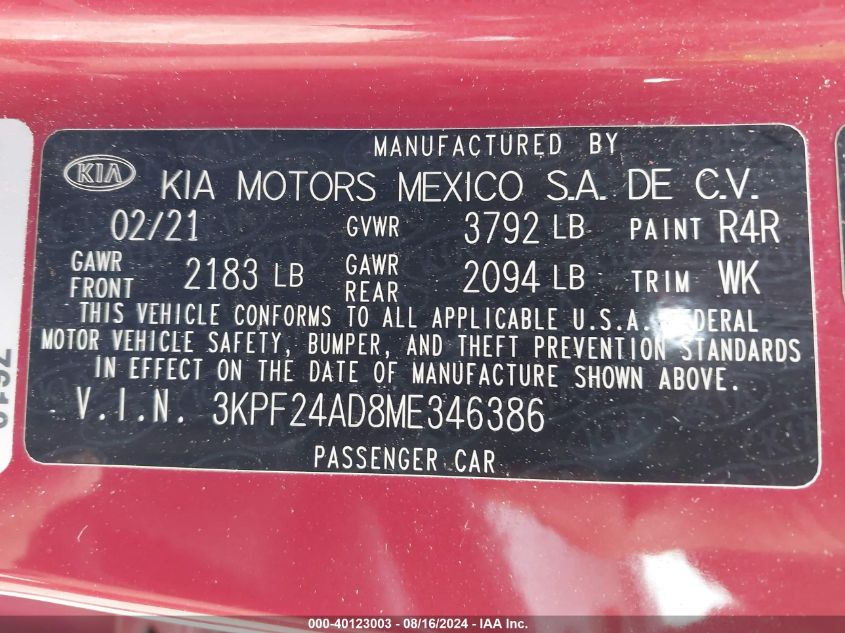 MANUFACTURED BY
KIA KIA MOTORS MEXICO S.A. DE C.V.
02/21 GVWR 3792 LB PAINT R4R
GAWR FRONT 2183 LB GAWR REAR 2094 LB TRIM WK
THIS VEHICLE CONFORMS TO ALL APPLICABLE U.S.A. FEDERAL
MOTOR VEHICLE SAFETY, BUMPER, AND THEFT PREVENTION STANDARDS
IN EFFECT ON THE DATE OF MANUFACTURE SHOWN ABOVE.
V.I.N. 3KPF24AD8ME346386
PASSENGER CAR
000-40123003 - 08/16/2024 - IAA Inc.